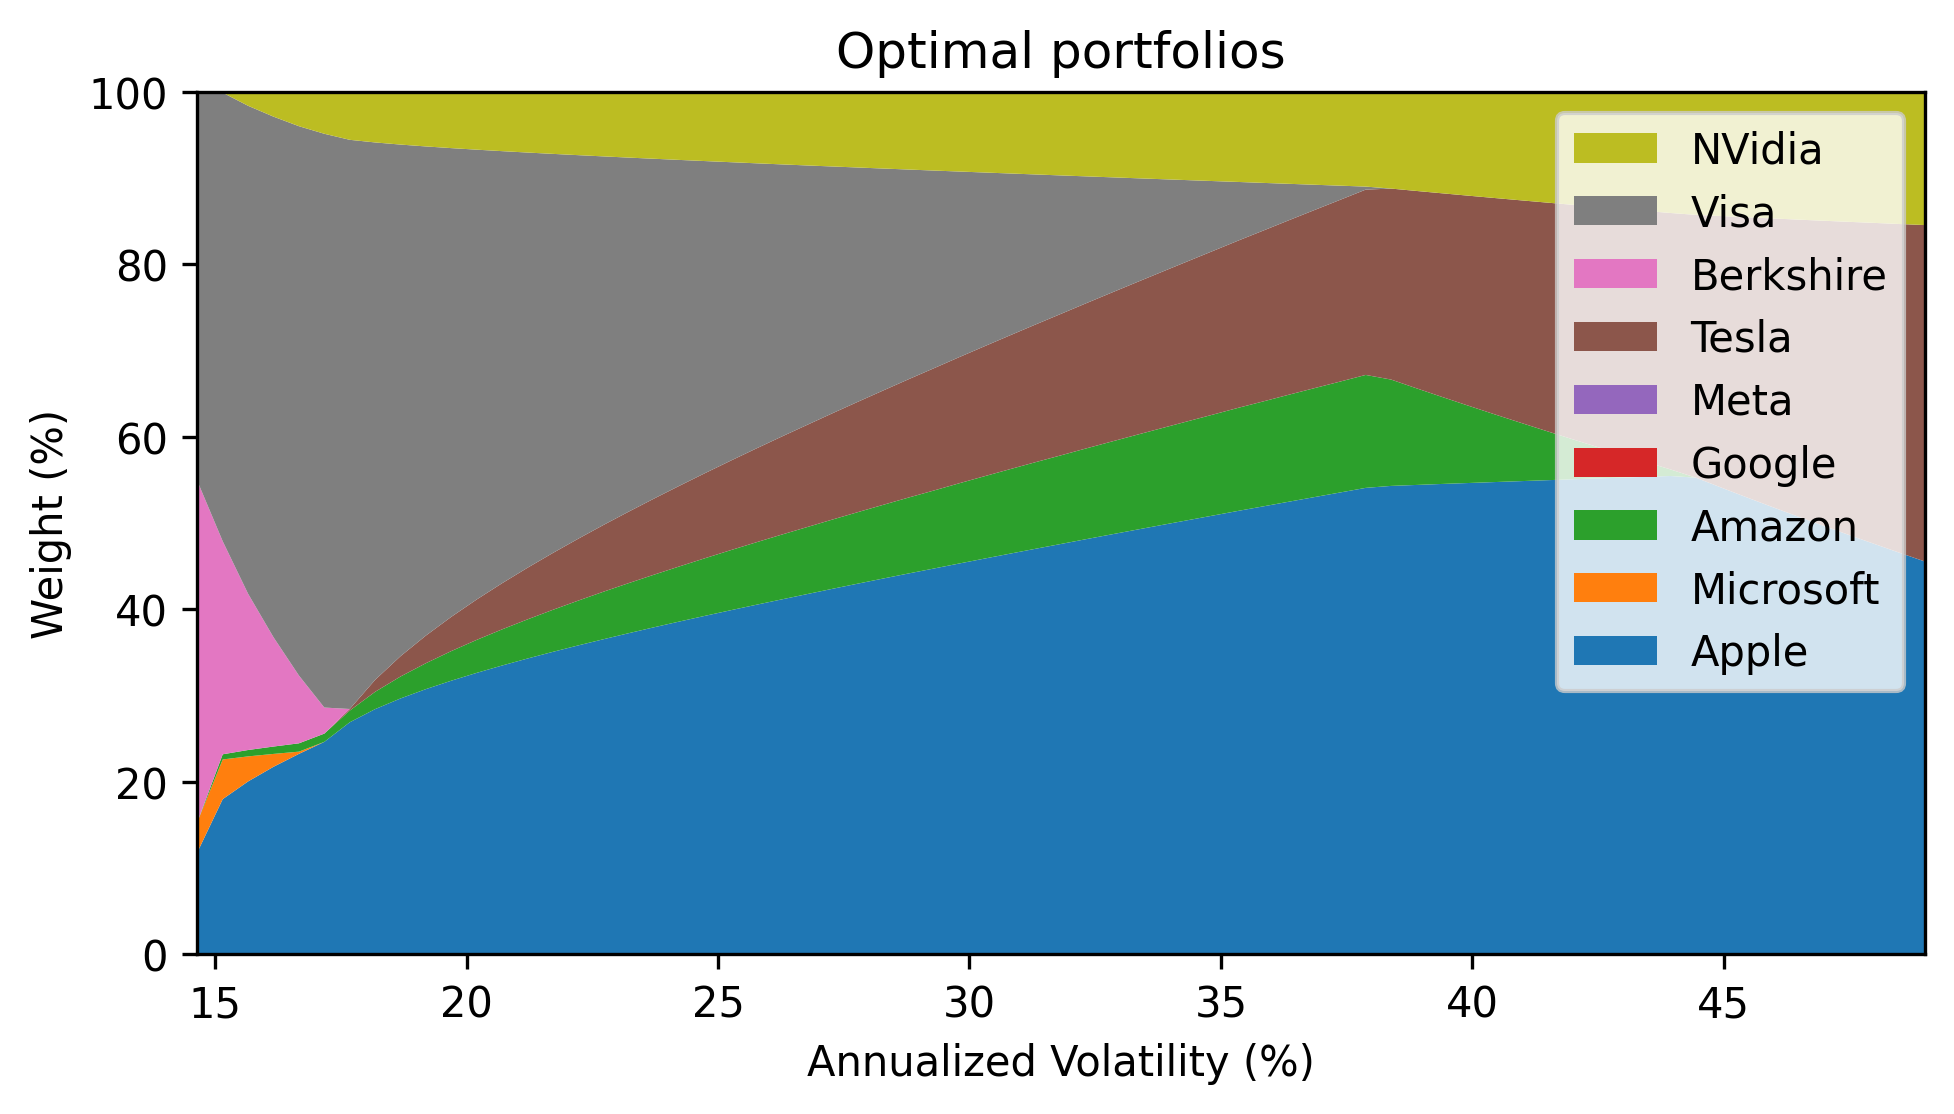 Optimal portfolios
Weight (%)
100
80
60
40
20
0
NVidia
Visa
Berkshire
Tesla
Meta
Google
Amazon
Microsoft
Apple
15 20 25 30 35 40 45
Annualized Volatility (%)